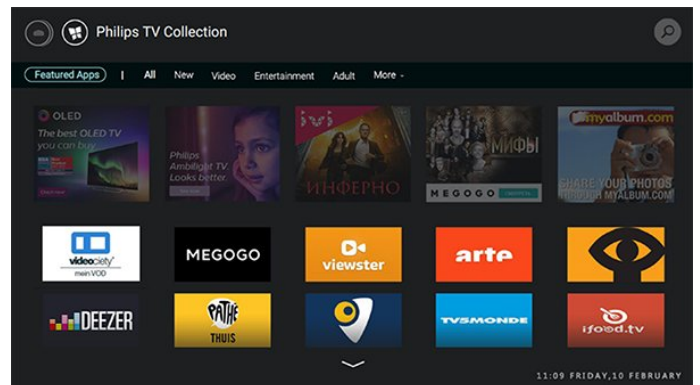 Philips TV Collection
Featured Apps | All New Video Entertainment Adult More
OLED
The best OLED TV
you can buy
Philips
Ambilight TV.
Looks better.
ivi
ИНФЕРНО
МИФЫ
MEGOGO
myalbum.com
SHARE YOUR PHOTOS
THROUGH MYALBUM.COM
videociety
mein VOD
MEGOGO
viewster
arte
DEEZER
PATHÉ
THUIS
TV5MONDE
ifood.tv
11:09 FRIDAY,10 FEBRUARY